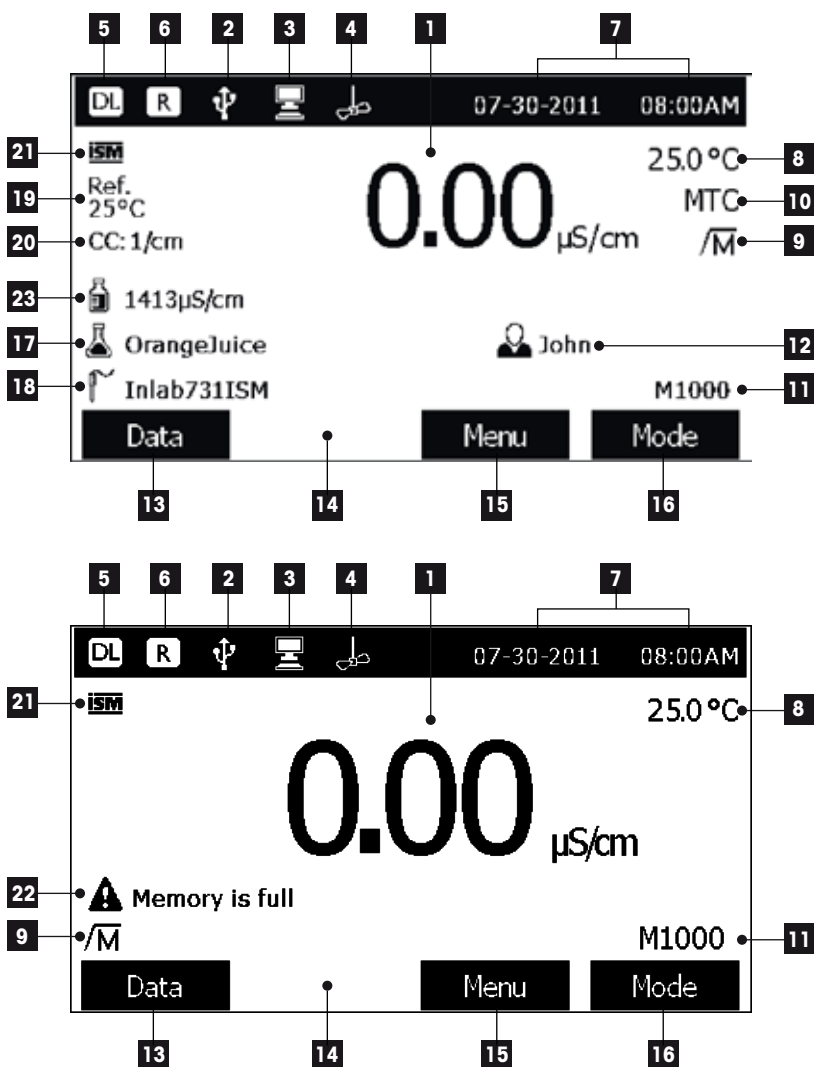 5 6 2 3 4 1 7
DL R 07-30-2011 08:00AM
21 iSM 0.00 µS/cm 25.0 °C 8
19 Ref. 25°C MTC 10
20 CC: 1/cm /M 9
23 1413µS/cm
17 OrangeJuice John 12
18 Inlab731ISM M1000 11
Data Menu Mode
13 14 15 16
5 6 2 3 4 1 7
DL R 07-30-2011 08:00AM
21 iSM 25.0 °C 8
0.00 µS/cm
22 Memory is full
9 /M M1000 11
Data Menu Mode
13 14 15 16